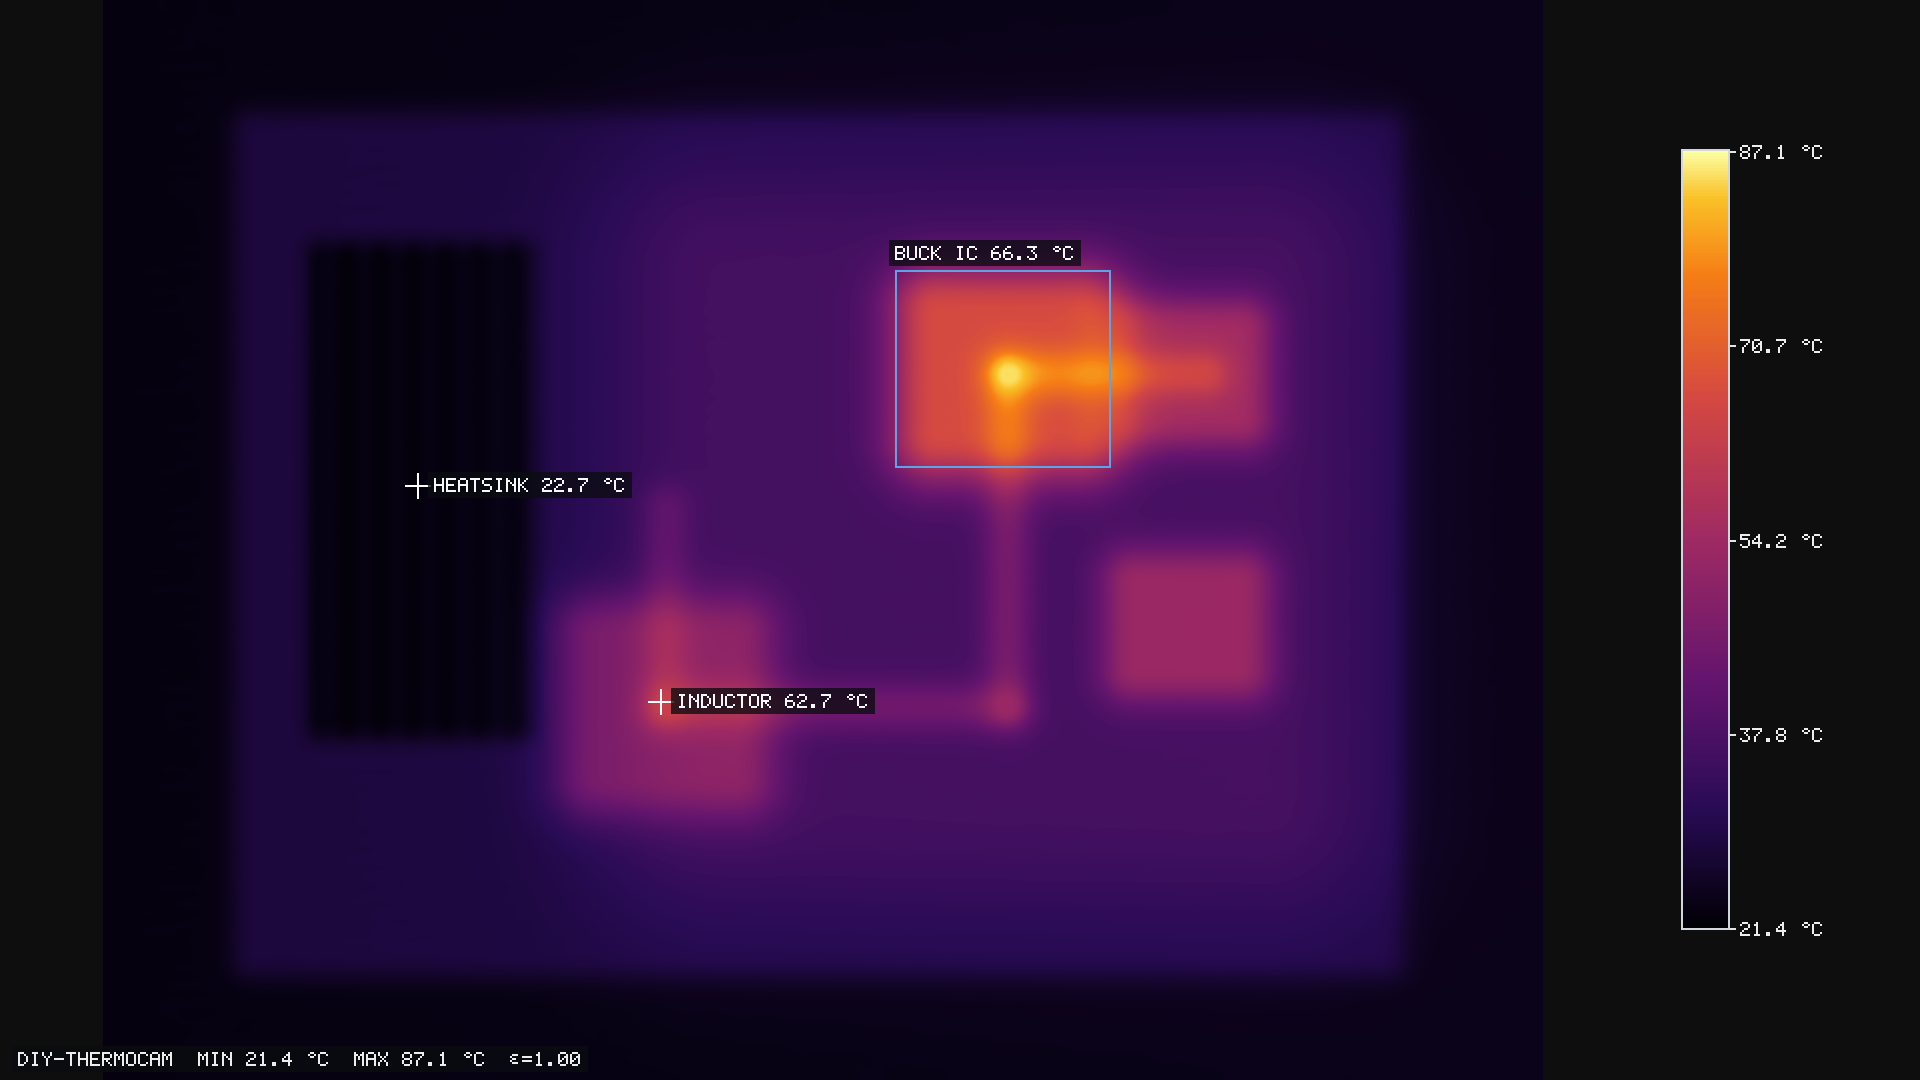 87.1 °C
BUCK IC 66.3 °C
70.7 °C
HEATSINK 22.7 °C
54.2 °C
INDUCTOR 62.7 °C
37.8 °C
21.4 °C
DIY-THERMOCAM MIN 21.4 °C MAX 87.1 °C ε=1.00